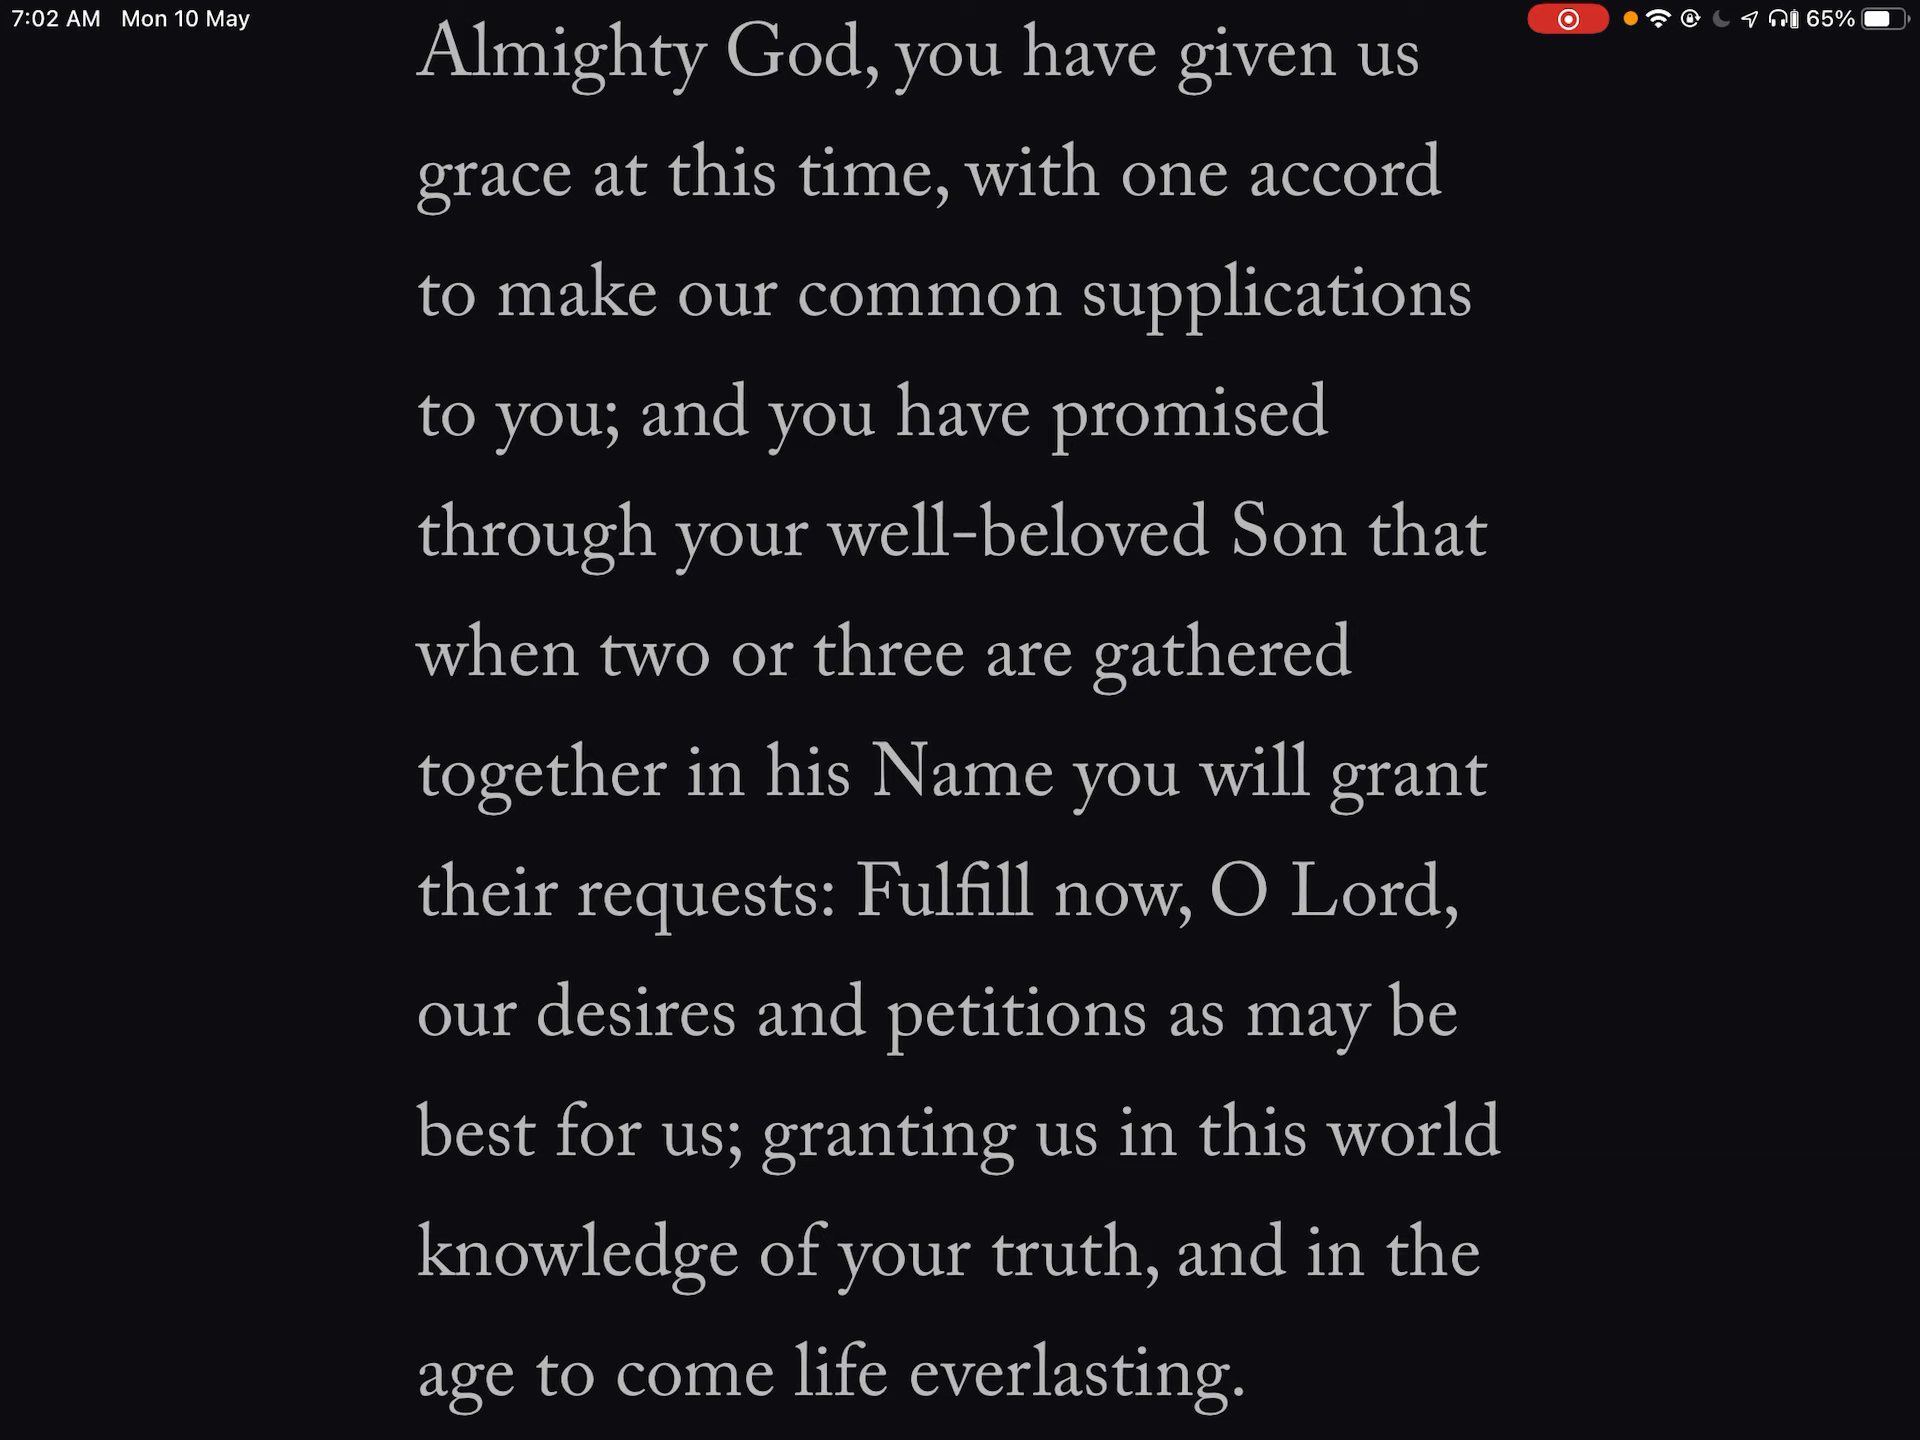 7:02 AM Mon 10 May
65%
Almighty God, you have given us
grace at this time, with one accord
to make our common supplications
to you; and you have promised
through your well-beloved Son that
when two or three are gathered
together in his Name you will grant
their requests: Fulfill now, O Lord,
our desires and petitions as may be
best for us; granting us in this world
knowledge of your truth, and in the
age to come life everlasting.